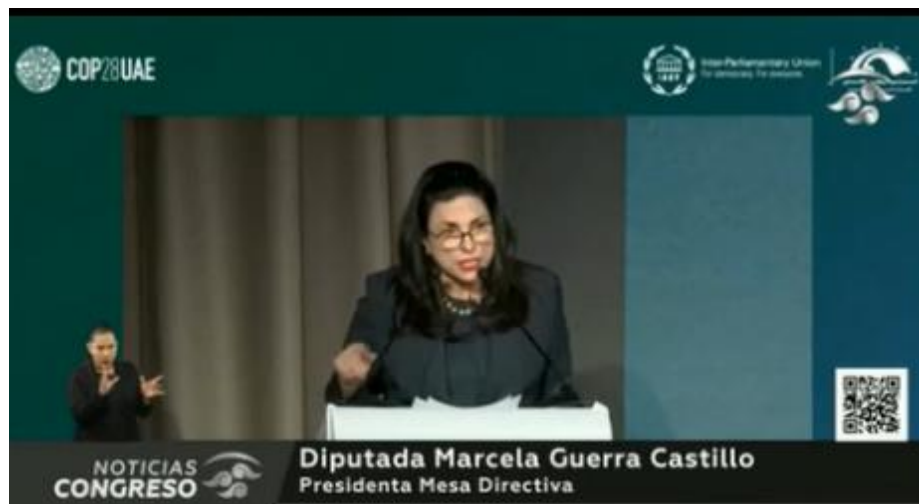 COP28UAE
Inter-Parliamentary Union
For democracy. For everyone.
NOTICIAS
CONGRESO
Diputada Marcela Guerra Castillo
Presidenta Mesa Directiva